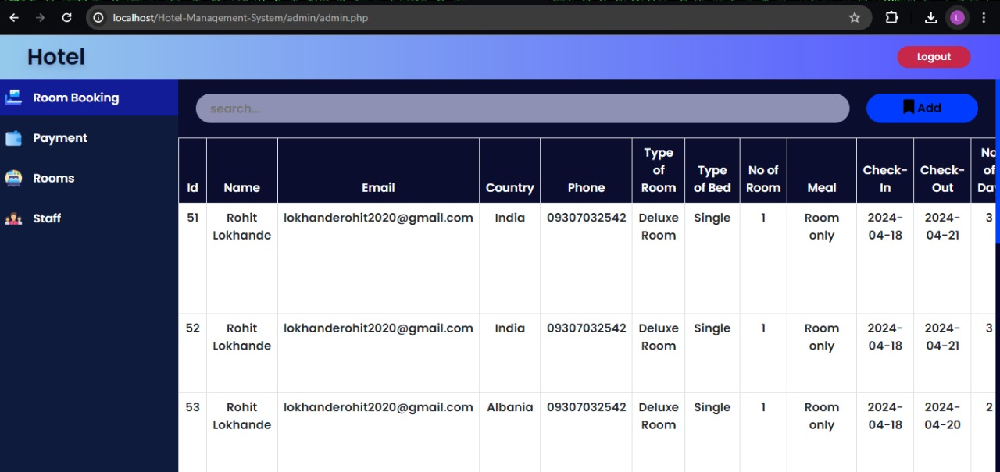 localhost/Hotel-Management-System/admin/admin.php
L
Hotel
Logout
Room Booking
Payment
Rooms
Staff
search...
Add
Id Name Email Country Phone Type of Room Type of Bed No of Room Meal Check-In Check-Out No of
51 Rohit Lokhande lokhanderohit2020@gmail.com India 09307032542 Deluxe Room Single 1 Room only 2024-04-18 2024-04-21 3
52 Rohit Lokhande lokhanderohit2020@gmail.com India 09307032542 Deluxe Room Single 1 Room only 2024-04-18 2024-04-21 3
53 Rohit Lokhande lokhanderohit2020@gmail.com Albania 09307032542 Deluxe Room Single 1 Room only 2024-04-18 2024-04-20 2